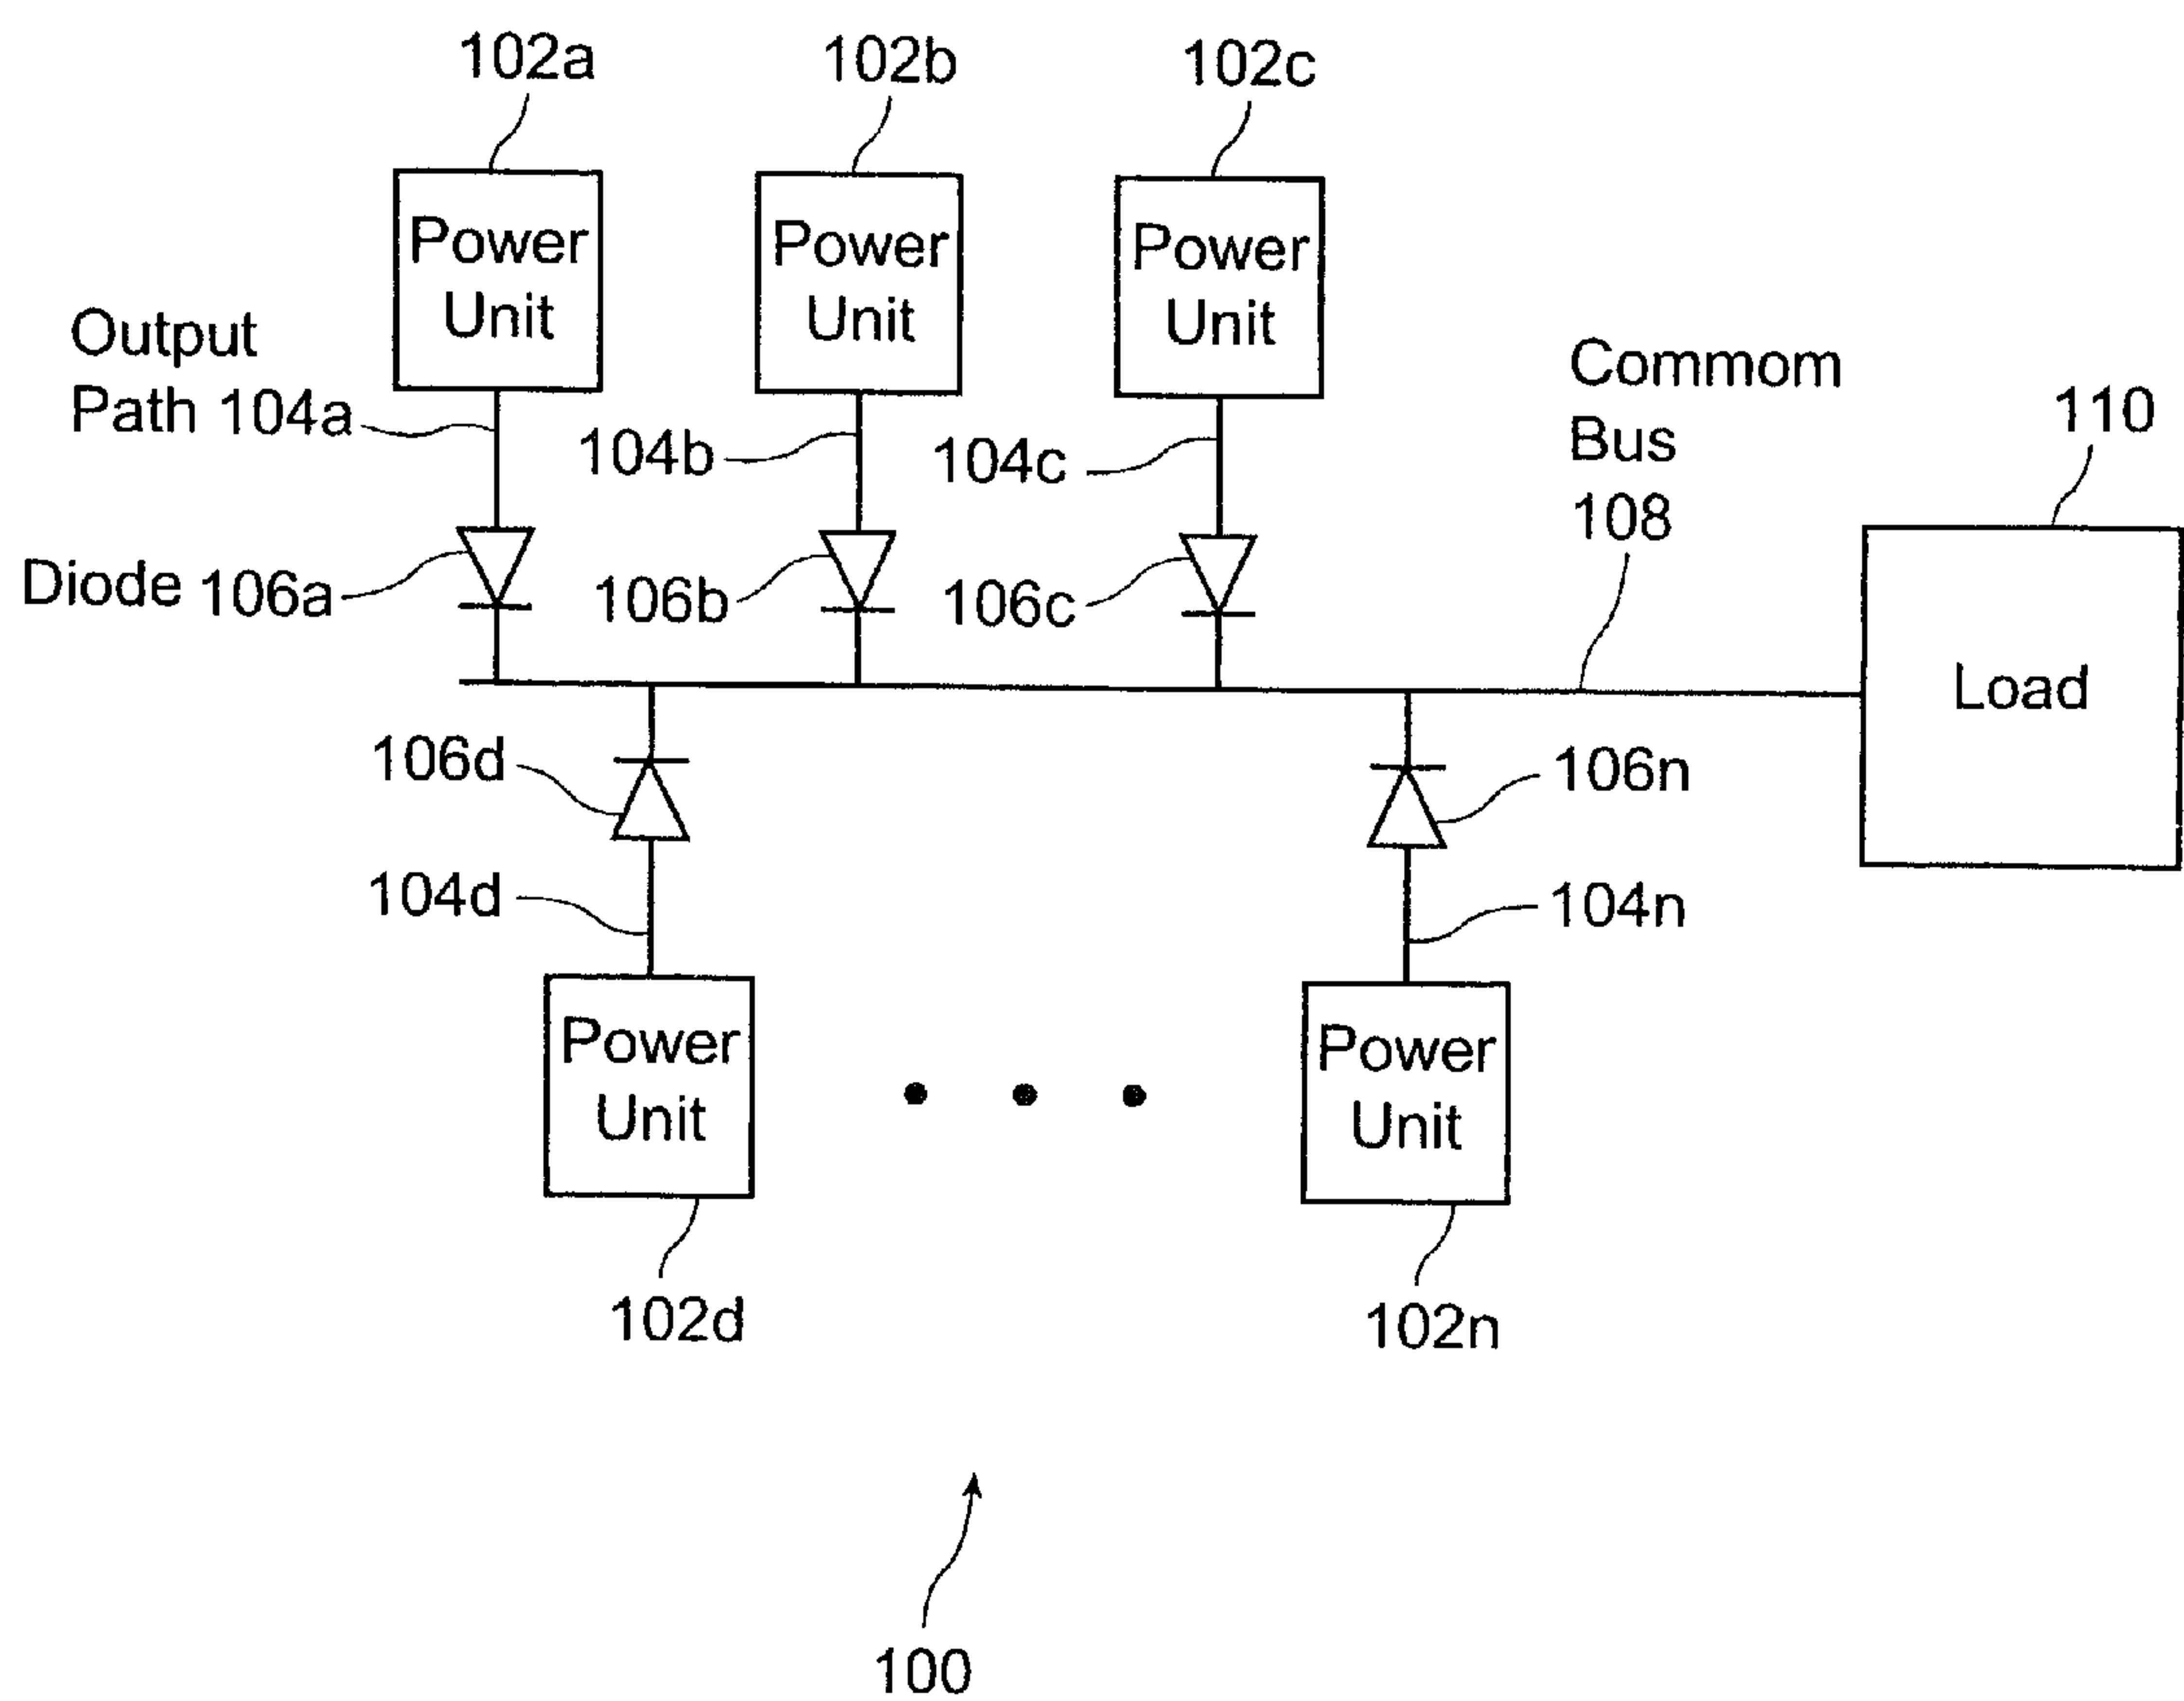 102a
102b
102c
Power
Unit
Power
Unit
Power
Unit
Output
Path 104a
104b
104c
Commom
Bus
108
110
Diode 106a
106b
106c
Load
106d
106n
104d
104n
Power
Unit
Power
Unit
102d
102n
100